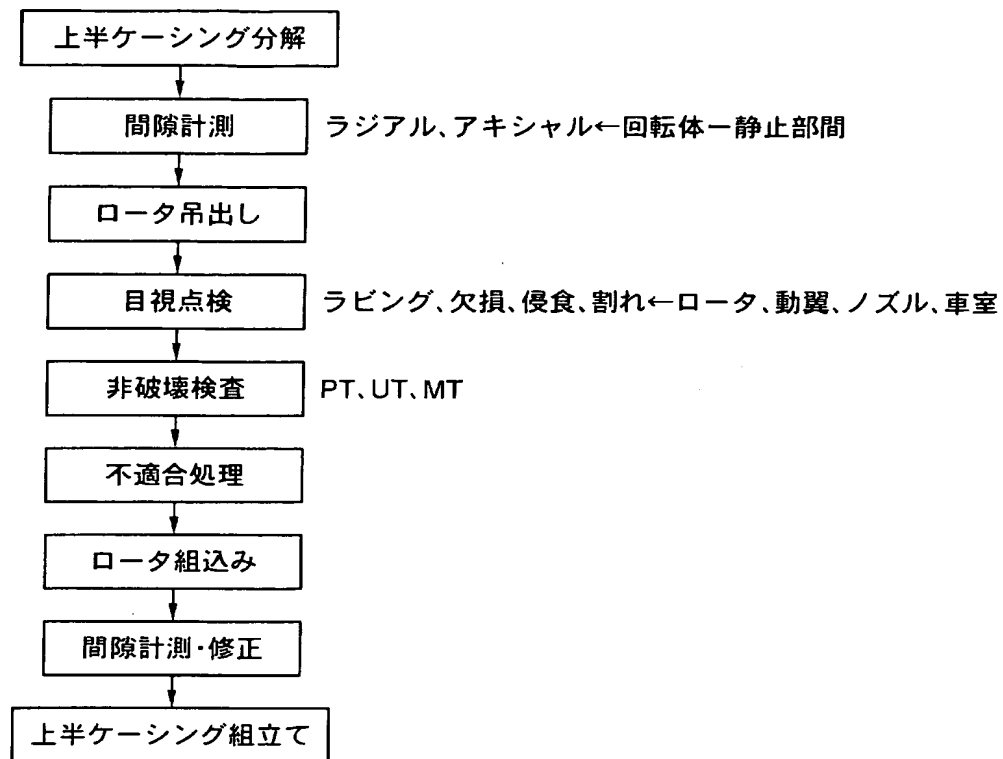 上半ケーシング分解
間隙計測 ラジアル、アキシャル←回転体ー静止部間
ロータ吊出し
目視点検 ラビング、欠損、侵食、割れ←ロータ、動翼、ノズル、車室
非破壊検査 PT、UT、MT
不適合処理
ロータ組込み
間隙計測・修正
上半ケーシング組立て